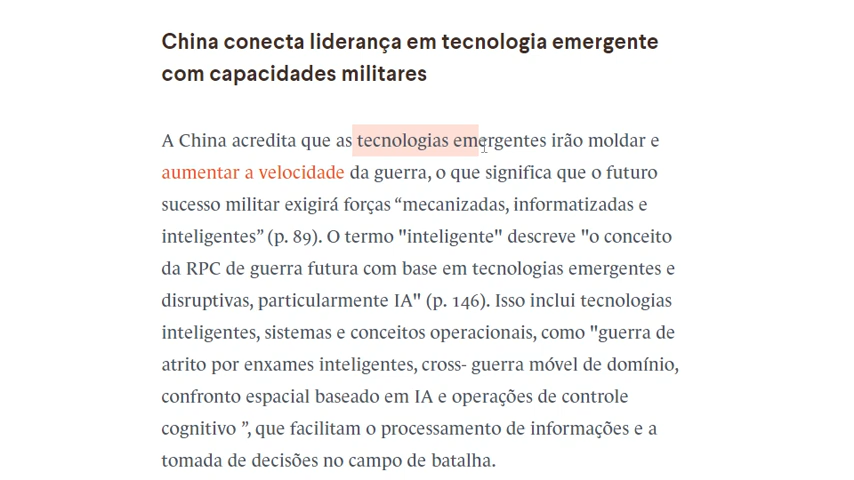 China conecta liderança em tecnologia emergente
com capacidades militares
A China acredita que as tecnologias emergentes irão moldar e
aumentar a velocidade da guerra, o que significa que o futuro
sucesso militar exigirá forças “mecanizadas, informatizadas e
inteligentes” (p. 89). O termo "inteligente" descreve "o conceito
da RPC de guerra futura com base em tecnologias emergentes e
disruptivas, particularmente IA" (p. 146). Isso inclui tecnologias
inteligentes, sistemas e conceitos operacionais, como "guerra de
atrito por enxames inteligentes, cross- guerra móvel de domínio,
confronto espacial baseado em IA e operações de controle
cognitivo ”, que facilitam o processamento de informações e a
tomada de decisões no campo de batalha.